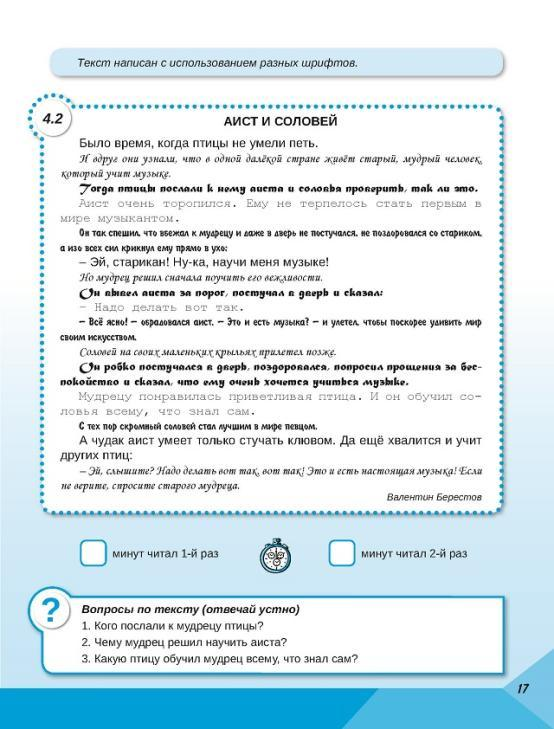 Текст написан с использованием разных шрифтов.
4.2
АИСТ И СОЛОВЕЙ
Было время, когда птицы не умели петь.
И вдруг они узнали, что в одной далёкой стране живёт старый, мудрый человек,
который учит музыке.
Тогда птицы послали к нему аиста и соловья проверить, так ли это.
Аист очень торопился. Ему не терпелось стать первым в
мире музыкантом.
Он так спешил, что вбежал к мудрецу и даже в дверь не постучался, не поздоровался со стариком,
а изо всех сил крикнул ему прямо в ухо:
– Эй, старикан! Ну-ка, научи меня музыке!
Но мудрец решил сначала поучить его вежливости.
Он вывел аиста за порог, постучал в дверь и сказал:
– Надо делать вот так.
– Всё ясно! – обрадовался аист. – Это и есть музыка? – и улетел, чтобы поскорее удивить мир
своим искусством.
Соловей на своих маленьких крыльях прилетел позже.
Он робко постучался в дверь, поздоровался, попросил прощения за бес-
покойство и сказал, что ему очень хочется учиться музыке.
Мудрецу понравилась приветливая птица. И он обучил со-
ловья всему, что знал сам.
С тех пор скромный соловей стал лучшим в мире певцом.
А чудак аист умеет только стучать клювом. Да ещё хвалится и учит
других птиц:
– Эй, слышите? Надо делать вот так, вот так! Это и есть настоящая музыка! Если
не верите, спросите старого мудреца.
Валентин Берестов
минут читал 1-й раз
минут читал 2-й раз
?
Вопросы по тексту (отвечай устно)
1. Кого послали к мудрецу птицы?
2. Чему мудрец решил научить аиста?
3. Какую птицу обучил мудрец всему, что знал сам?
17